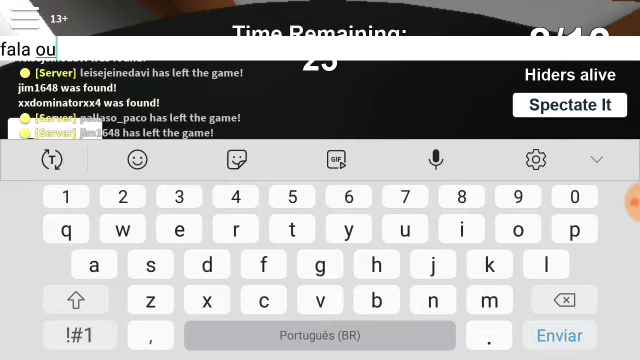 13+
Time Remaining:
fala ou
25
[Server] leisejeinedavi has left the game!
jim1648 was found!
xxdominatorxx4 was found!
[Server] pallaso_paco has left the game!
[Server] jim1648 has left the game!
Hiders alive
Spectate It
GIF
1 2 3 4 5 6 7 8 9 0
q w e r t y u i o p
a s d f g h j k l
z x c v b n m
!#1 , Português (BR) . Enviar